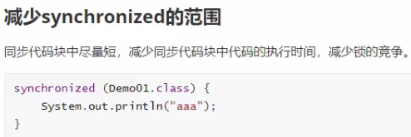 减少synchronized的范围
同步代码块中尽量短，减少同步代码块中代码的执行时间，减少锁的竞争。
synchronized (Demo01.class) {
    System.out.println("aaa");
}